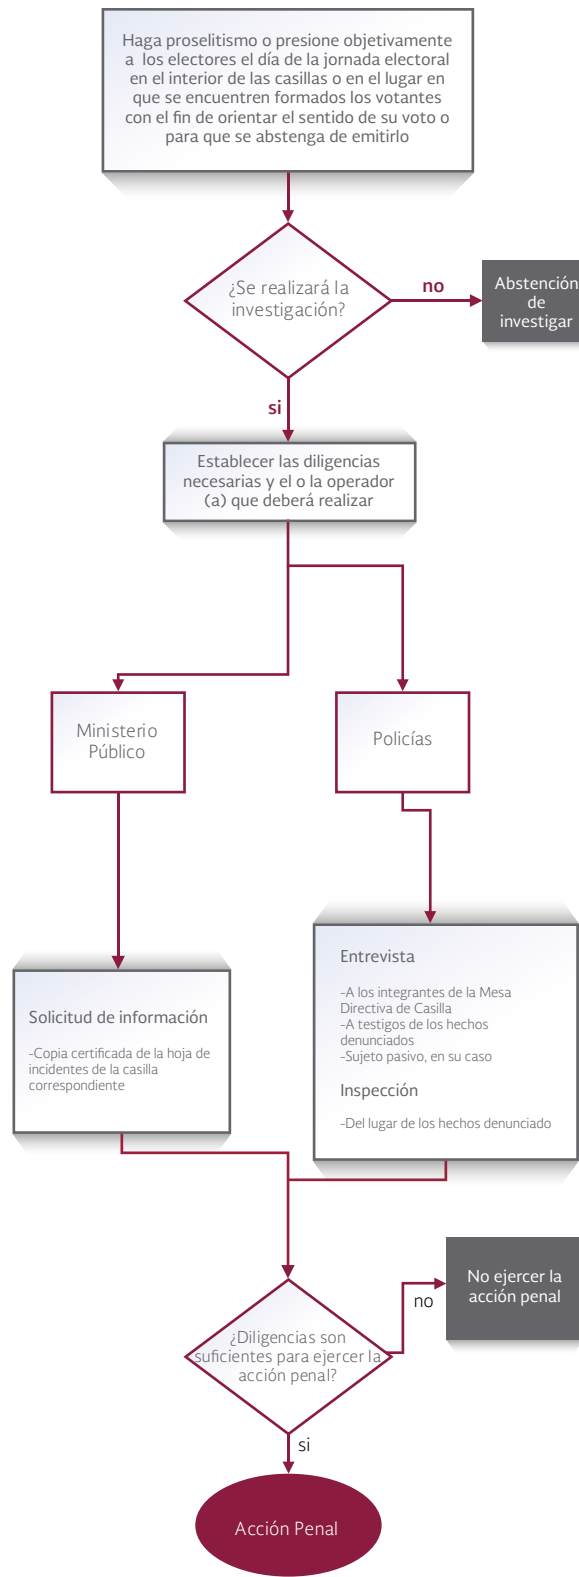 Haga proselitismo o presione objetivamente
a los electores el día de la jornada electoral
en el interior de las casillas o en el lugar en
que se encuentren formados los votantes
con el fin de orientar el sentido de su voto o
para que se abstenga de emitirlo
¿Se realizará la
investigación?
no
Abstención
de
investigar
si
Establecer las diligencias
necesarias y el o la operador
(a) que deberá realizar
Ministerio
Público
Policías
Solicitud de información
-Copia certificada de la hoja de
incidentes de la casilla
correspondiente
Entrevista
-A los integrantes de la Mesa
Directiva de Casilla
-A testigos de los hechos
denunciados
-Sujeto pasivo, en su caso
Inspección
-Del lugar de los hechos denunciado
¿Diligencias son
suficientes para ejercer la
acción penal?
no
No ejercer la
acción penal
si
Acción Penal